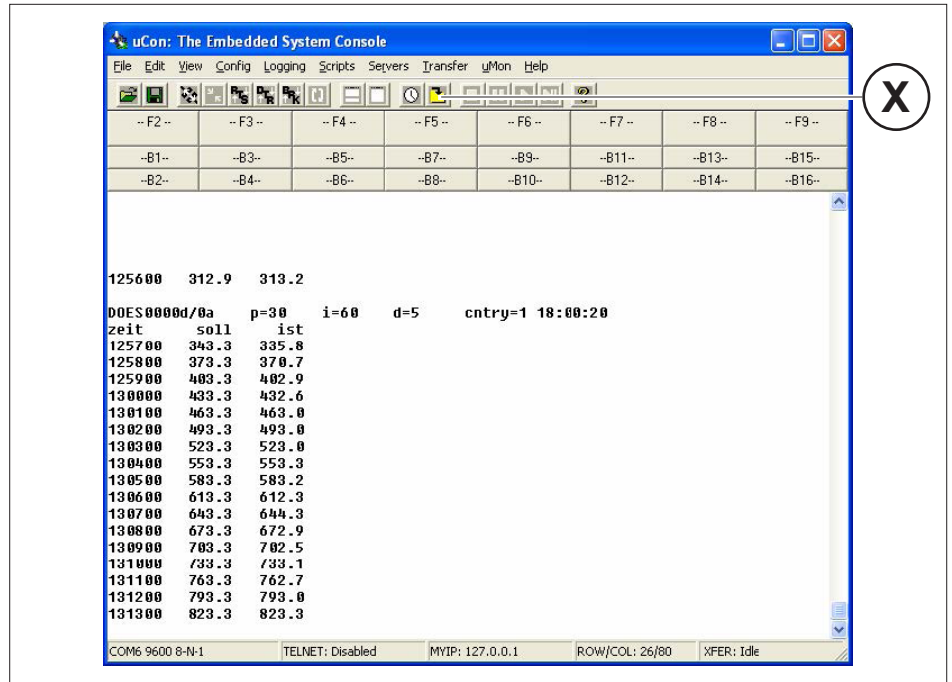 uCon: The Embedded System Console
File Edit View Config Logging Scripts Servers Transfer uMon Help
RTS DTR BRK
X
-- F2 -- -- F3 -- -- F4 -- -- F5 -- -- F6 -- -- F7 -- -- F8 -- -- F9 --
--B1-- --B3-- --B5-- --B7-- --B9-- --B11-- --B13-- --B15--
--B2-- --B4-- --B6-- --B8-- --B10-- --B12-- --B14-- --B16--
125600 312.9 313.2
DOES0000d/0a p=30 i=60 d=5 cntry=1 18:00:20
zeit soll ist
125700 343.3 335.8
125800 373.3 370.7
125900 403.3 402.9
130000 433.3 432.6
130100 463.3 463.0
130200 493.3 493.0
130300 523.3 523.0
130400 553.3 553.3
130500 583.3 583.2
130600 613.3 612.3
130700 643.3 644.3
130800 673.3 672.9
130900 703.3 702.5
131000 733.3 733.1
131100 763.3 762.7
131200 793.3 793.0
131300 823.3 823.3
COM6 9600 8-N-1 TELNET: Disabled MYIP: 127.0.0.1 ROW/COL: 26/80 XFER: Idle